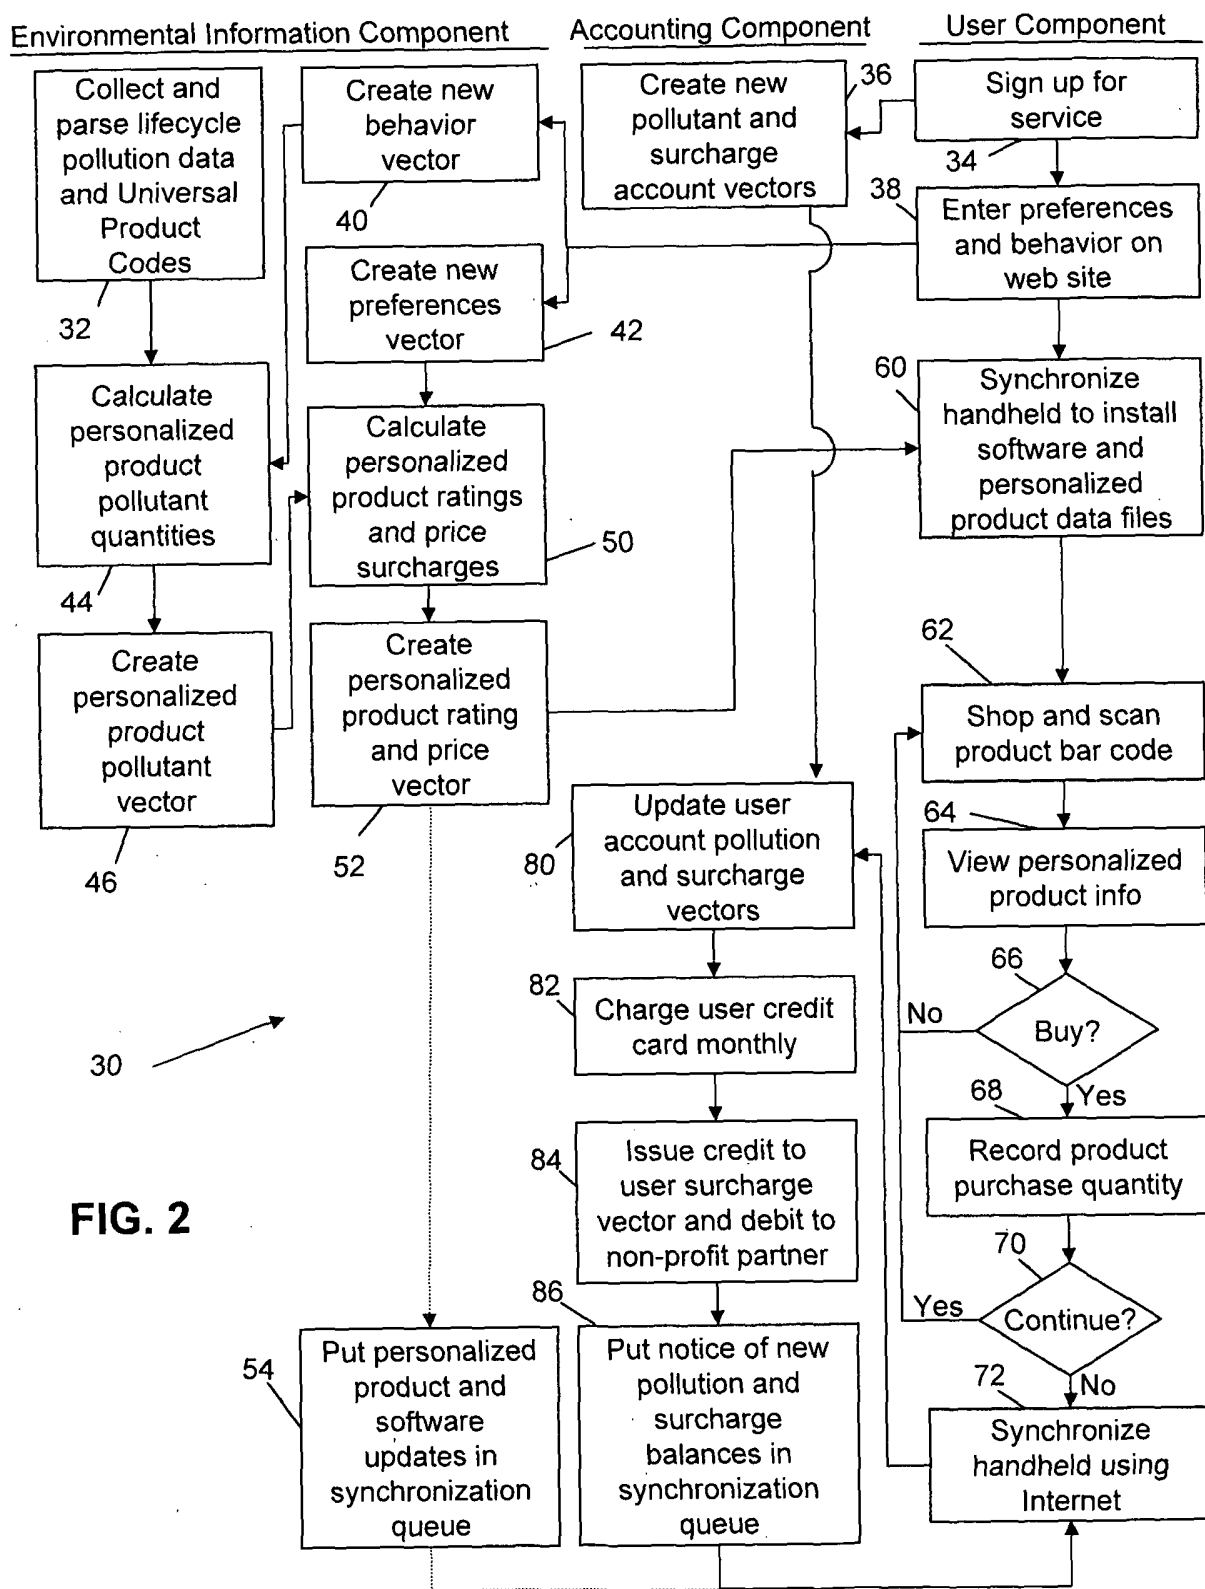 Environmental Information Component
Accounting Component
User Component
Collect and
parse lifecycle
pollution data
and Universal
Product
Codes
32
Create new
behavior
vector
40
Create new
pollutant and
surcharge
account vectors
36
Sign up for
service
34
38
Enter preferences
and behavior on
web site
Create new
preferences
vector
42
Calculate
personalized
product
pollutant
quantities
44
Calculate
personalized
product ratings
and price
surcharges
50
60
Synchronize
handheld to install
software and
personalized
product data files
Create
personalized
product
pollutant
vector
46
Create
personalized
product rating
and price
vector
52
62
Shop and scan
product bar code
64
View personalized
product info
Update user
account pollution
and surcharge
vectors
80
66
Buy?
No
Yes
82
Charge user credit
card monthly
30
68
Record product
purchase quantity
84
Issue credit to
user surcharge
vector and debit to
non-profit partner
FIG. 2
70
Continue?
Yes
No
54
Put personalized
product and
software
updates in
synchronization
queue
86
Put notice of new
pollution and
surcharge
balances in
synchronization
queue
72
Synchronize
handheld using
Internet